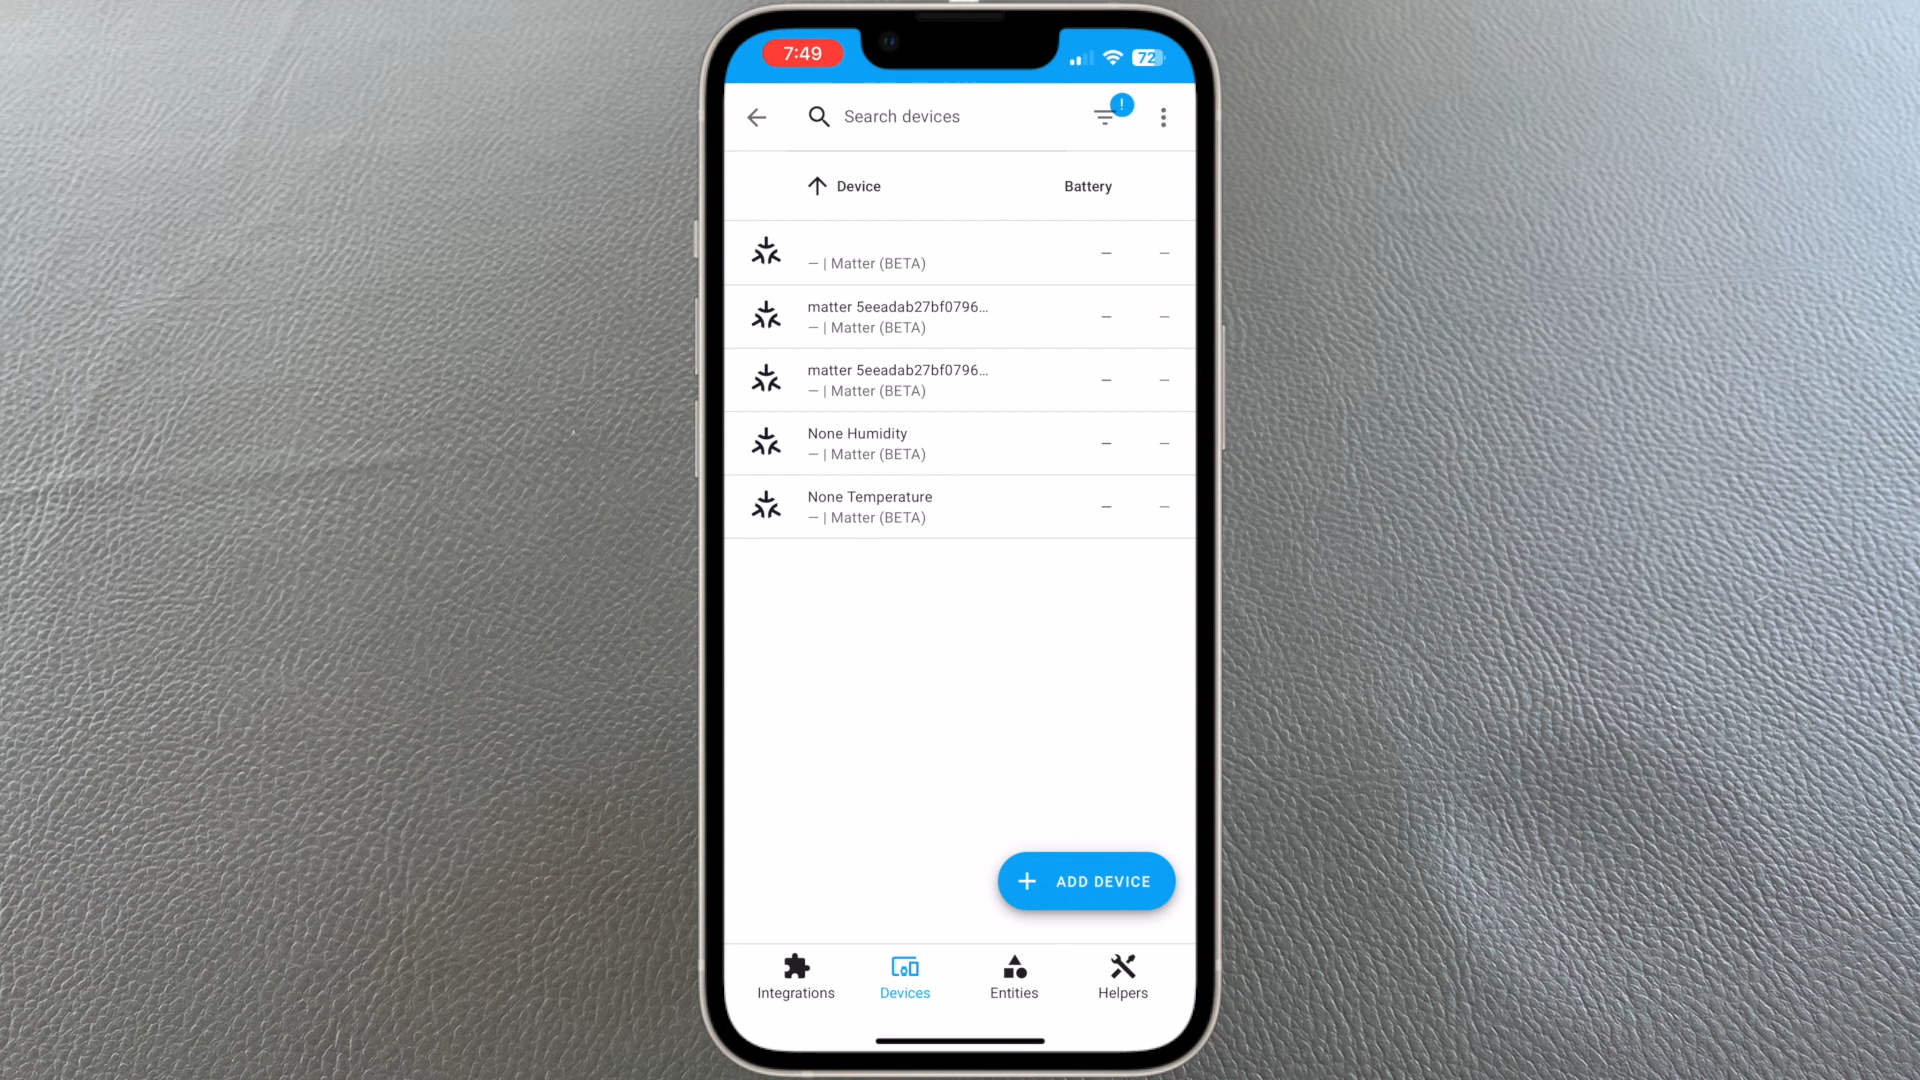 7:49
72
Search devices
!
Device
Battery
– | Matter (BETA)
–
–
matter 5eeadab27bf0796...
– | Matter (BETA)
–
–
matter 5eeadab27bf0796...
– | Matter (BETA)
–
–
None Humidity
– | Matter (BETA)
–
–
None Temperature
– | Matter (BETA)
–
–
+ ADD DEVICE
Integrations
Devices
Entities
Helpers